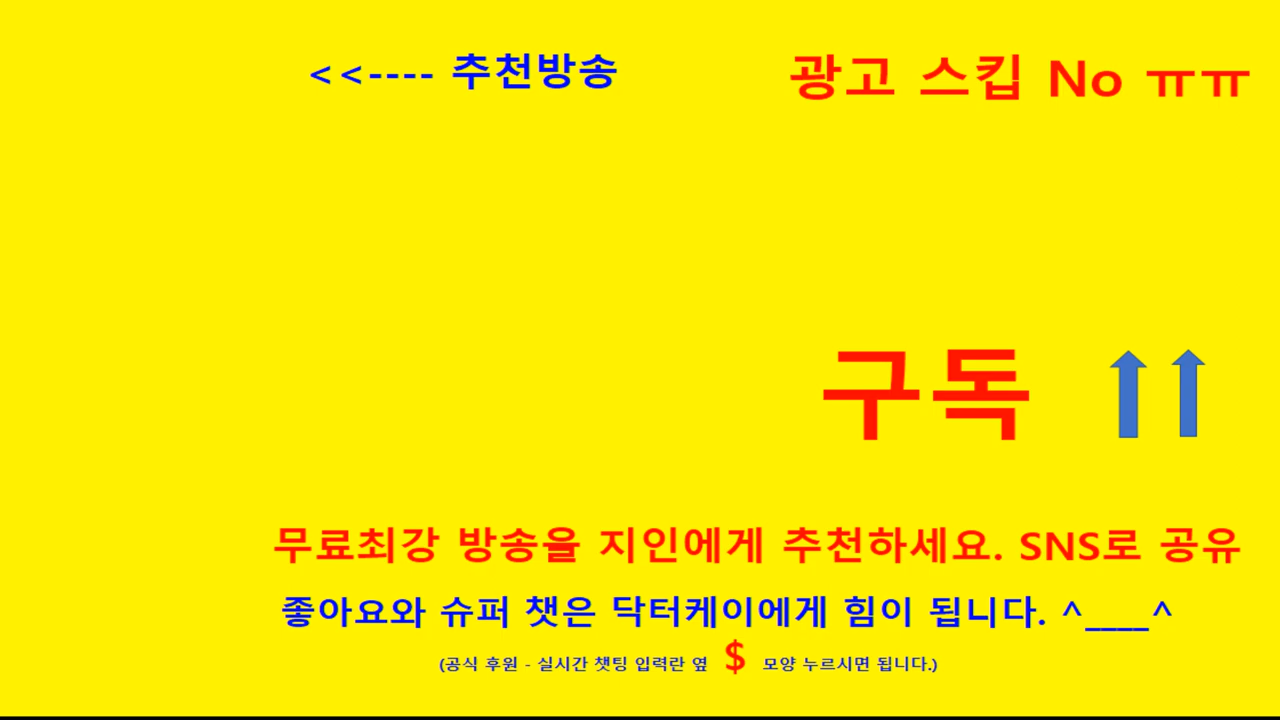 <<---- 추천방송
광고 스킵 No ㅠㅠ
구독
무료최강 방송을 지인에게 추천하세요. SNS로 공유
좋아요와 슈퍼 챗은 닥터케이에게 힘이 됩니다. ^____^
(공식 후원 - 실시간 챗팅 입력란 옆 $ 모양 누르시면 됩니다.)